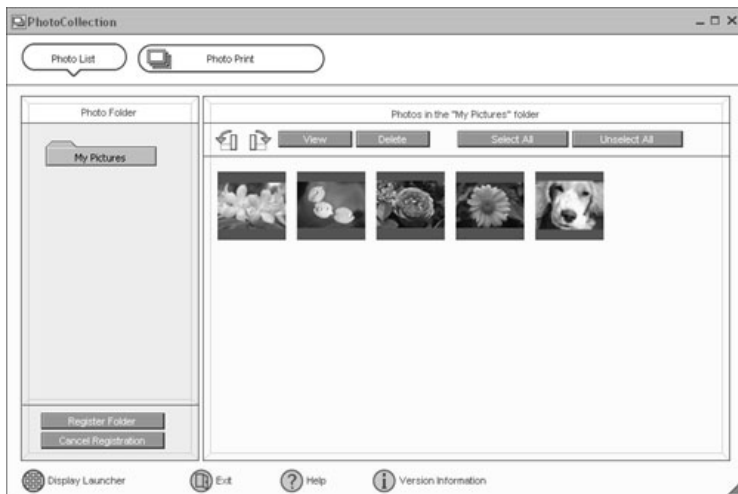 PhotoCollection
Photo List
Photo Print
Photo Folder
Photos in the "My Pictures" folder
View
Delete
Select All
Unselect All
My Pictures
Register Folder
Cancel Registration
Display Launcher
Exit
Help
Version Information